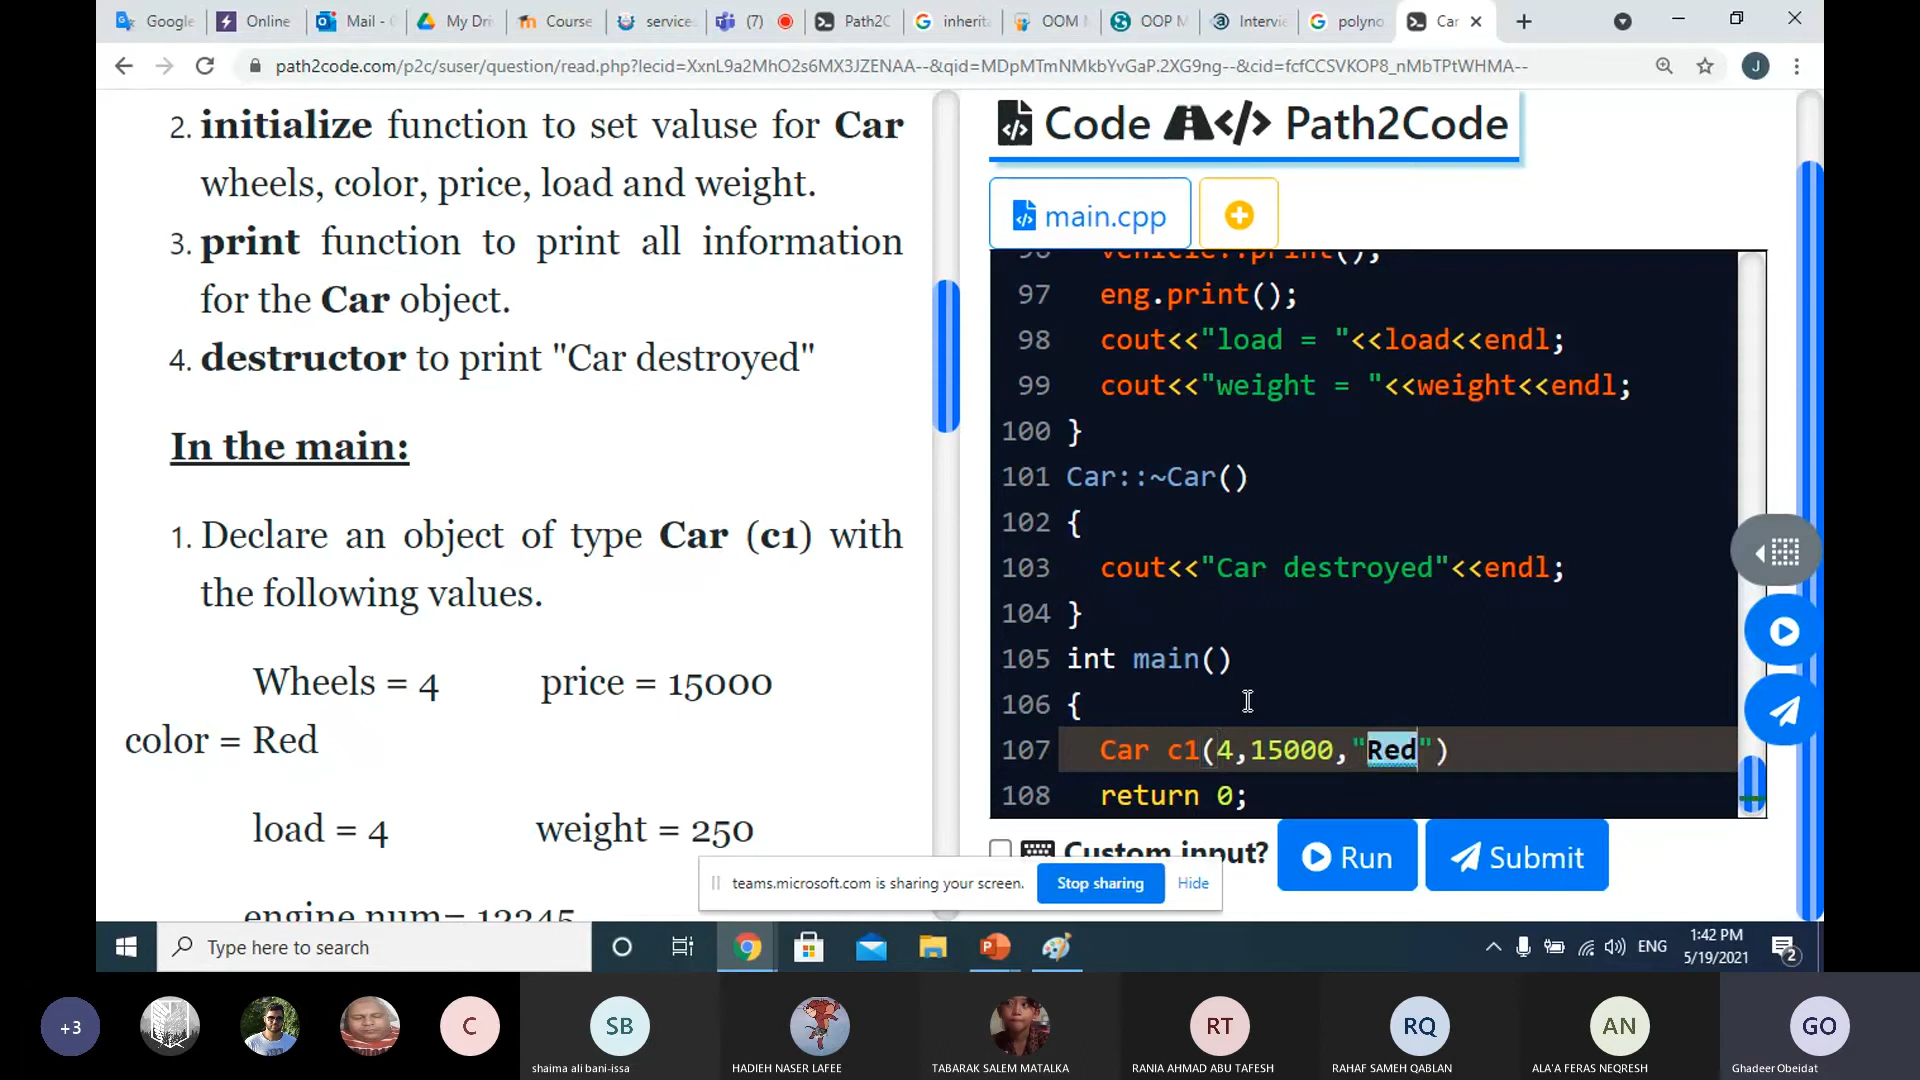 Google
Online
Mail - 
My Dri
Course
service
(7)
Path2C
inherit
OOM
OOP M
Intervie
polyno
Car
path2code.com/p2c/suser/question/read.php?lecid=XxnL9a2MhO2s6MX3JZENAA--&qid=MDpMTmNMkbYvGaP.2XG9ng--&cid=fcfCCSVKOP8_nMbTPtWHMA--
J
2. initialize function to set valuse for Car
wheels, color, price, load and weight.
3. print function to print all information
for the Car object.
4. destructor to print "Car destroyed"
In the main:
1. Declare an object of type Car (c1) with
the following values.
Wheels = 4 price = 15000
color = Red
load = 4 weight = 250
engine num= 12345
Code Path2Code
main.cpp
96 vehicle::print();
97 eng.print();
98 cout<<"load = "<<load<<endl;
99 cout<<"weight = "<<weight<<endl;
100 }
101 Car::~Car()
102 {
103 cout<<"Car destroyed"<<endl;
104 }
105 int main()
106 {
107 Car c1(4,15000,"Red")
108 return 0;
Custom input?
Run
Submit
teams.microsoft.com is sharing your screen.
Stop sharing
Hide
Type here to search
ENG
1:42 PM
5/19/2021
2
+3
C
SB
RT
RQ
AN
GO
shaima ali bani-issa
HADIEH NASER LAFEE
TABARAK SALEM MATALKA
RANIA AHMAD ABU TAFESH
RAHAF SAMEH QABLAN
ALA'A FERAS NEQRESH
Ghadeer Obeidat